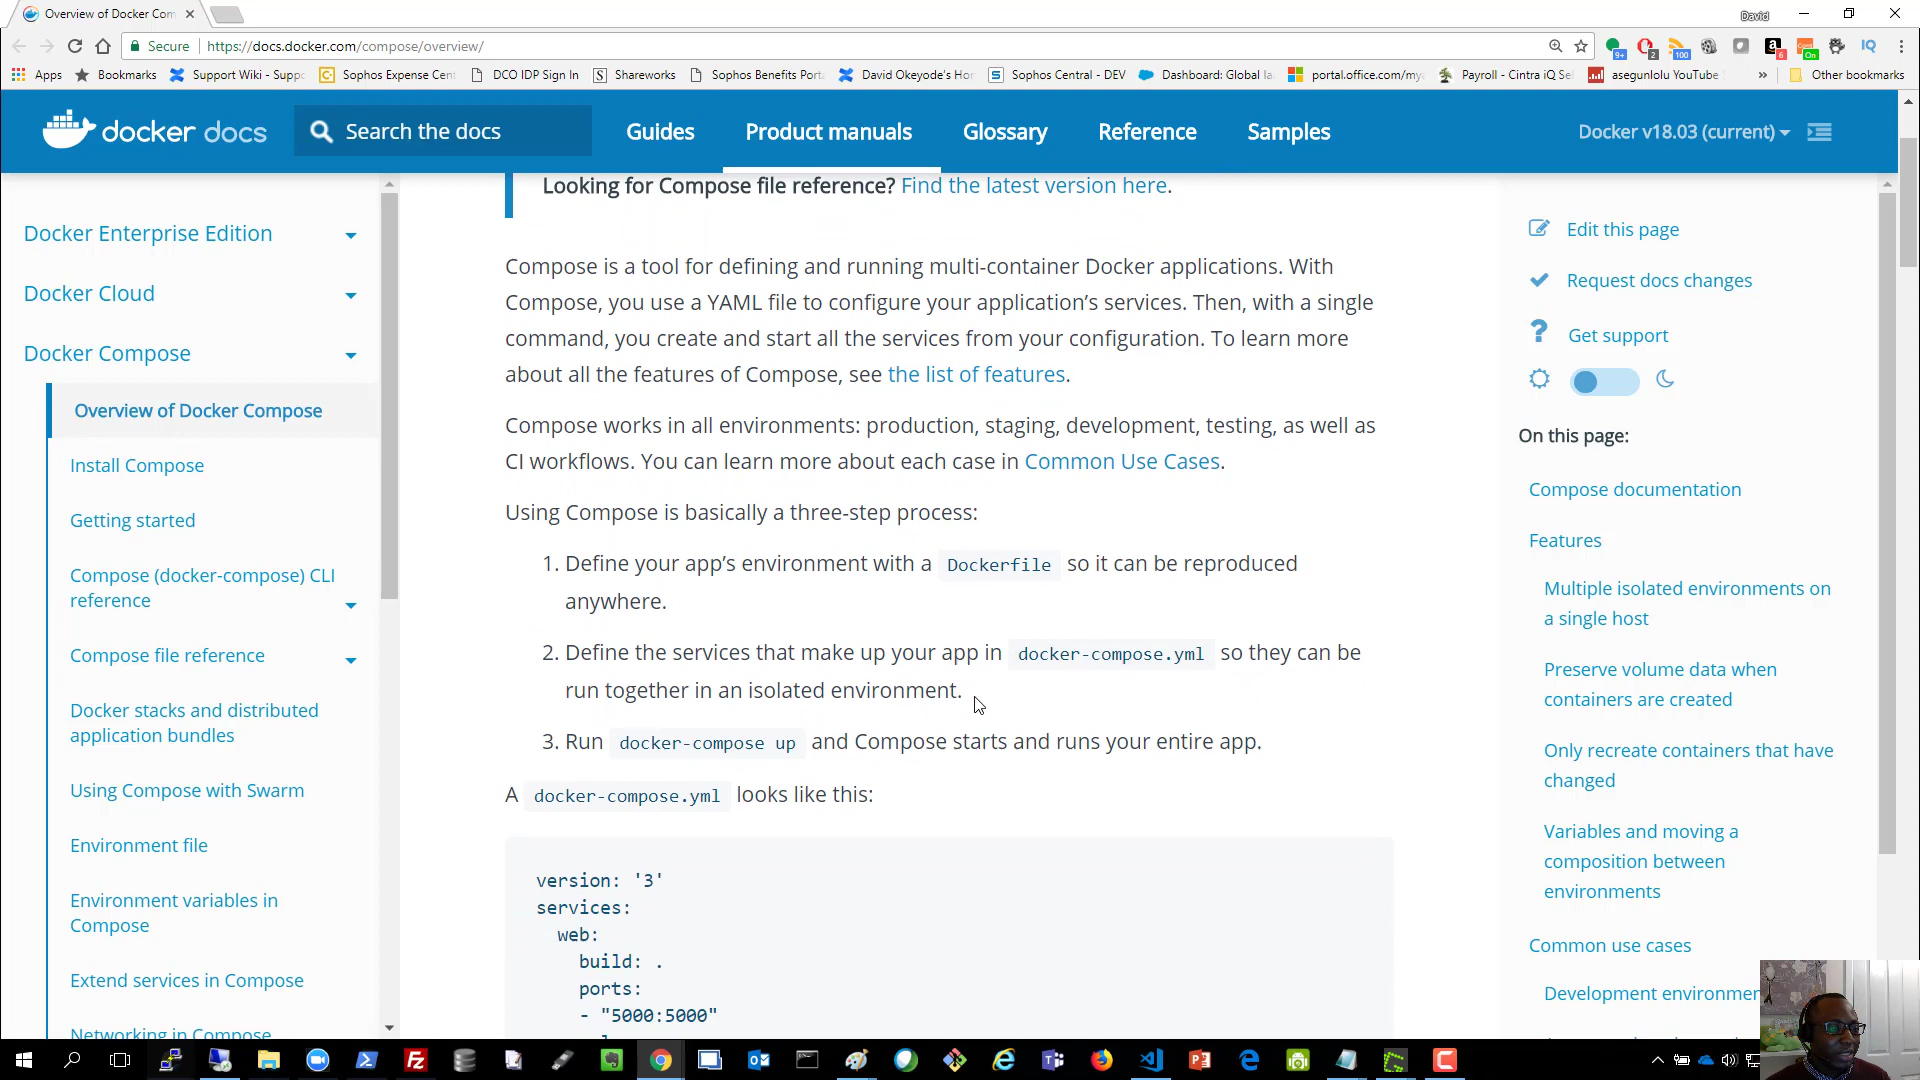 Overview of Docker Com
David
Secure
https://docs.docker.com/compose/overview/
9+
2
100
6
On
IQ
Apps
Bookmarks
Support Wiki - Supp
Sophos Expense Cen
DCO IDP Sign In
Shareworks
Sophos Benefits Port
David Okeyode's Hor
Sophos Central - DEV
Dashboard: Global Ia
portal.office.com/mya
Payroll - Cintra iQ Sel
asegunlolu YouTube
Other bookmarks
docker docs
Search the docs
Guides
Product manuals
Glossary
Reference
Samples
Docker v18.03 (current)
Docker Enterprise Edition
Docker Cloud
Docker Compose
Overview of Docker Compose
Install Compose
Getting started
Compose (docker-compose) CLI
reference
Compose file reference
Docker stacks and distributed
application bundles
Using Compose with Swarm
Environment file
Environment variables in
Compose
Extend services in Compose
Networking in Compose
Looking for Compose file reference? Find the latest version here.
Compose is a tool for defining and running multi-container Docker applications. With
Compose, you use a YAML file to configure your application’s services. Then, with a single
command, you create and start all the services from your configuration. To learn more
about all the features of Compose, see the list of features.
Compose works in all environments: production, staging, development, testing, as well as
CI workflows. You can learn more about each case in Common Use Cases.
Using Compose is basically a three-step process:
1. Define your app’s environment with a Dockerfile so it can be reproduced
anywhere.
2. Define the services that make up your app in docker-compose.yml so they can be
run together in an isolated environment.
3. Run docker-compose up and Compose starts and runs your entire app.
A docker-compose.yml looks like this:
version: '3'
services:
web:
build: .
ports:
- "5000:5000"
Edit this page
Request docs changes
Get support
On this page:
Compose documentation
Features
Multiple isolated environments on
a single host
Preserve volume data when
containers are created
Only recreate containers that have
changed
Variables and moving a
composition between
environments
Common use cases
Development environmen